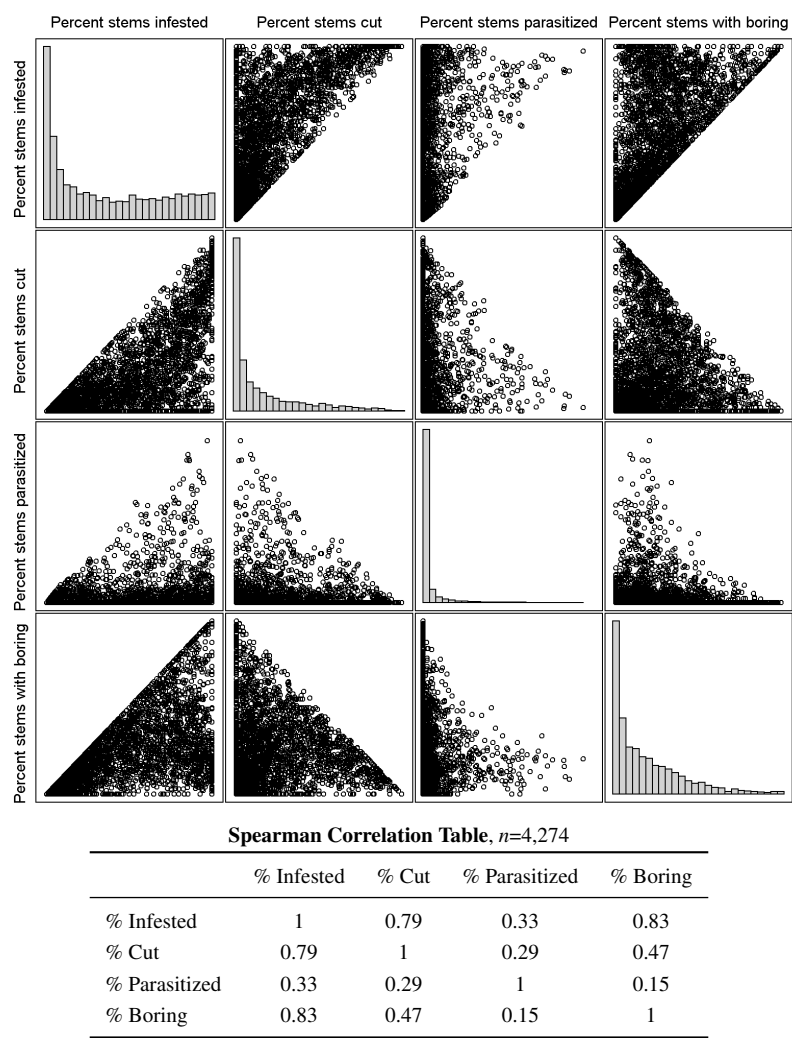 Percent stems infested Percent stems cut Percent stems parasitized Percent stems with boring
Percent stems infested
Percent stems cut
Percent stems parasitized
Percent stems with boring
Spearman Correlation Table, n=4,274
% Infested % Cut % Parasitized % Boring
% Infested 1 0.79 0.33 0.83
% Cut 0.79 1 0.29 0.47
% Parasitized 0.33 0.29 1 0.15
% Boring 0.83 0.47 0.15 1